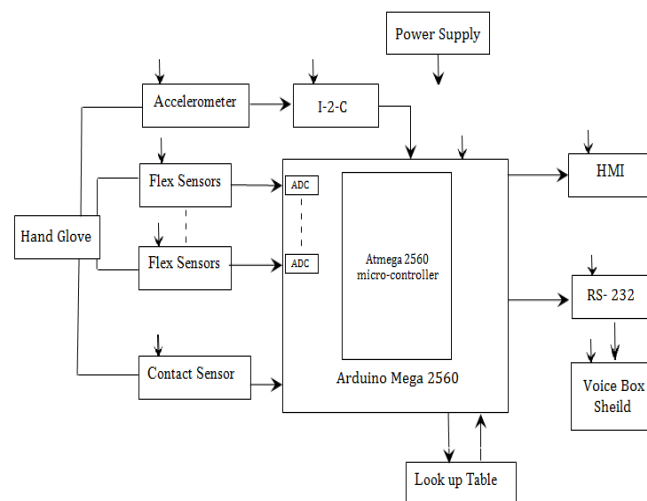 Power Supply
Accelerometer
I-2-C
Flex Sensors
ADC
HMI
Hand Glove
Flex Sensors
ADC
Atmega 2560
micro-controller
RS- 232
Contact Sensor
Arduino Mega 2560
Voice Box
Sheild
Look up Table